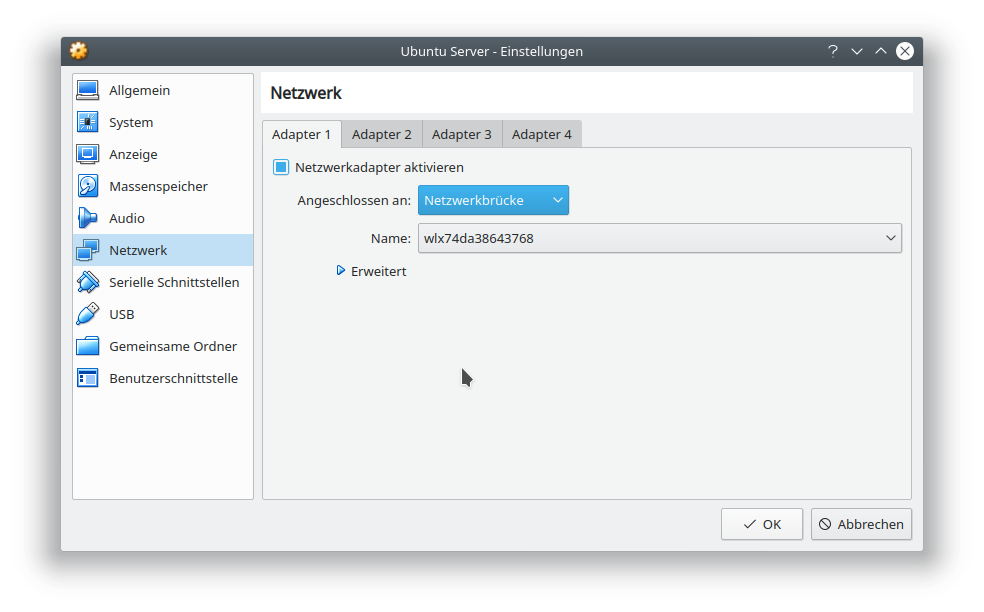 Ubuntu Server - Einstellungen
?
Allgemein
System
Anzeige
Massenspeicher
Audio
Netzwerk
Serielle Schnittstellen
USB
Gemeinsame Ordner
Benutzerschnittstelle
Netzwerk
Adapter 1 Adapter 2 Adapter 3 Adapter 4
Netzwerkadapter aktivieren
Angeschlossen an: Netzwerkbrücke
Name: wlx74da38643768
Erweitert
OK Abbrechen